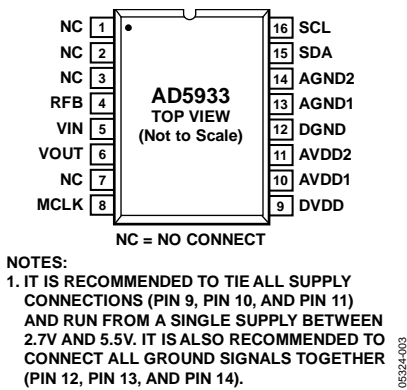 NC 1 16 SCL
NC 2 15 SDA
NC 3 14 AGND2
RFB 4 13 AGND1
VIN 5 12 DGND
VOUT 6 11 AVDD2
NC 7 10 AVDD1
MCLK 8 9 DVDD
AD5933
TOP VIEW
(Not to Scale)
NC = NO CONNECT
NOTES:
1. IT IS RECOMMENDED TO TIE ALL SUPPLY
CONNECTIONS (PIN 9, PIN 10, AND PIN 11)
AND RUN FROM A SINGLE SUPPLY BETWEEN
2.7V AND 5.5V. IT IS ALSO RECOMMENDED TO
CONNECT ALL GROUND SIGNALS TOGETHER
(PIN 12, PIN 13, AND PIN 14).
05324-003